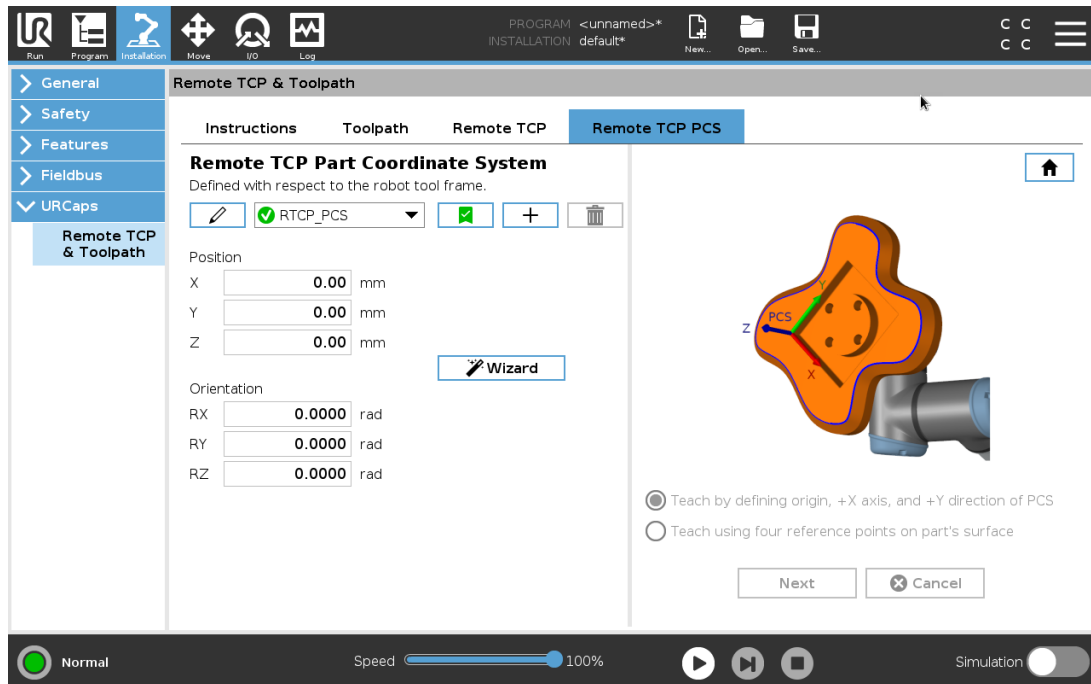 PROGRAM <unnamed>*
INSTALLATION default*
Run Program Installation Move I/O Log New... Open... Save...
C C
C C
General
Safety
Features
Fieldbus
URCaps
Remote TCP
& Toolpath
Remote TCP & Toolpath
Instructions Toolpath Remote TCP Remote TCP PCS
Remote TCP Part Coordinate System
Defined with respect to the robot tool frame.
RTCP_PCS
Position
X 0.00 mm
Y 0.00 mm
Z 0.00 mm
Wizard
Orientation
RX 0.0000 rad
RY 0.0000 rad
RZ 0.0000 rad
Y
PCS
Z
X
Teach by defining origin, +X axis, and +Y direction of PCS
Teach using four reference points on part's surface
Next Cancel
Normal Speed 100% Simulation